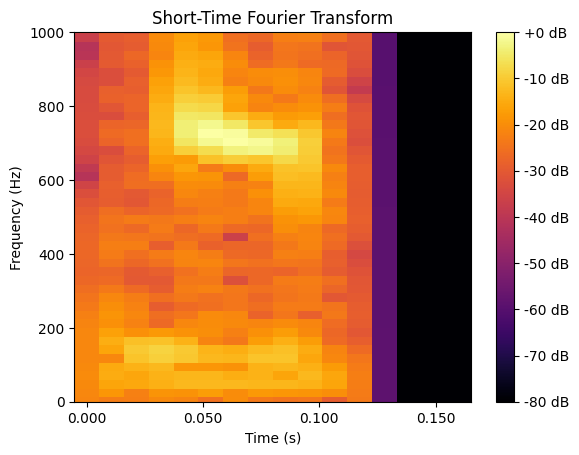 Short-Time Fourier Transform
1000
800
600
400
200
0
Frequency (Hz)
0.000
0.050
0.100
0.150
Time (s)
+0 dB
-10 dB
-20 dB
-30 dB
-40 dB
-50 dB
-60 dB
-70 dB
-80 dB